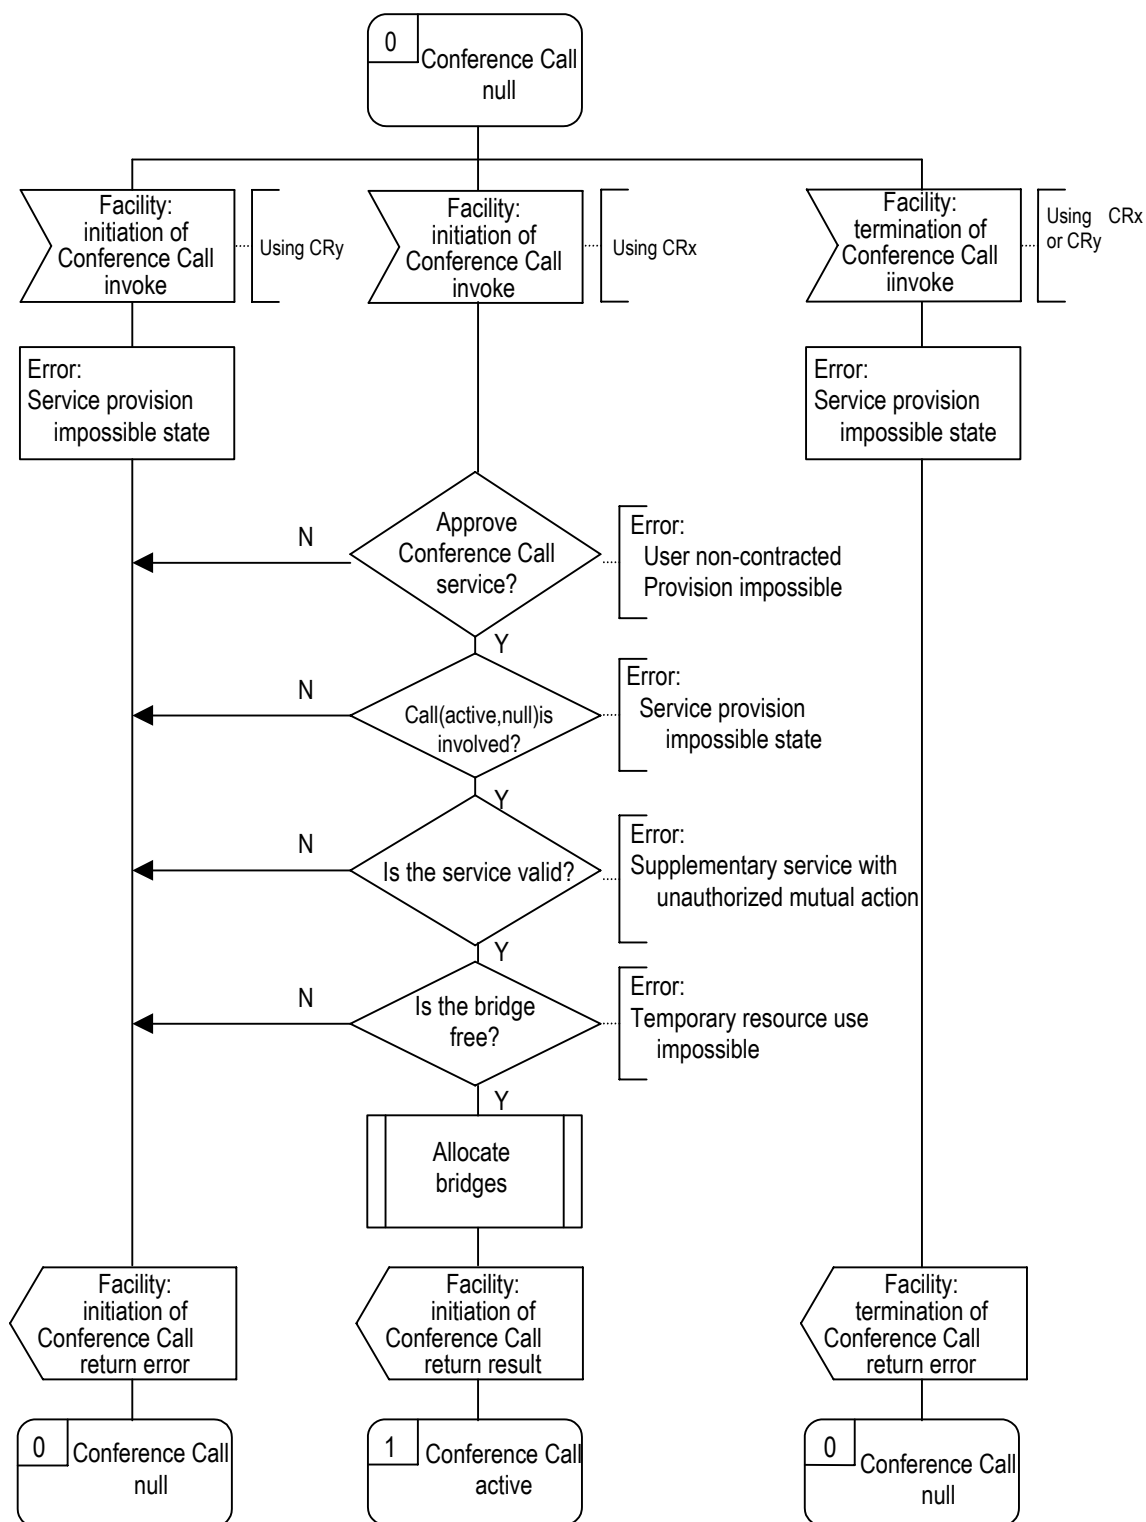 0
Conference Call
null
Facility:
initiation of
Conference Call
invoke
Using CRy
Facility:
initiation of
Conference Call
invoke
Using CRx
Facility:
termination of
Conference Call
iinvoke
Using CRx
or CRy
Error:
Service provision
impossible state
Error:
Service provision
impossible state
N
Approve
Conference Call
service?
Error:
User non-contracted
Provision impossible
Y
N
Call(active,null)is
involved?
Error:
Service provision
impossible state
Y
N
Is the service valid?
Error:
Supplementary service with
unauthorized mutual action
Y
N
Is the bridge
free?
Error:
Temporary resource use
impossible
Y
Allocate
bridges
Facility:
initiation of
Conference Call
return error
Facility:
initiation of
Conference Call
return result
Facility:
termination of
Conference Call
return error
0
Conference Call
null
1
Conference Call
active
0
Conference Call
null